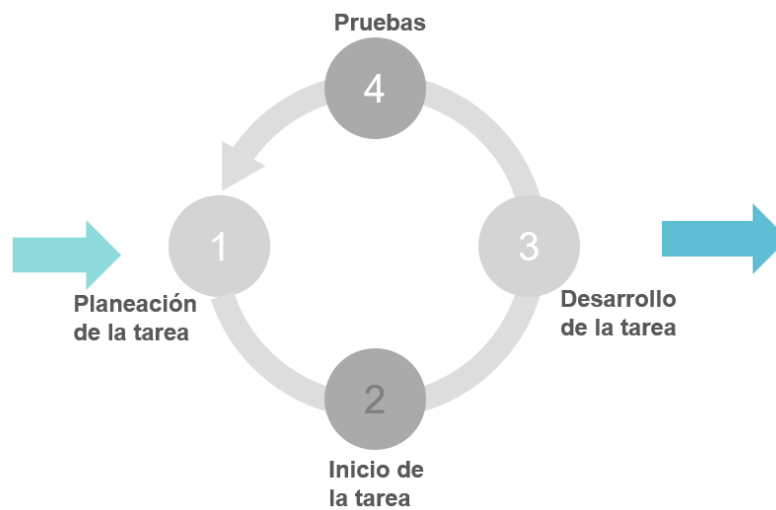 Pruebas
4
1
3
Planeación
de la tarea
Desarrollo
de la tarea
2
Inicio de
la tarea